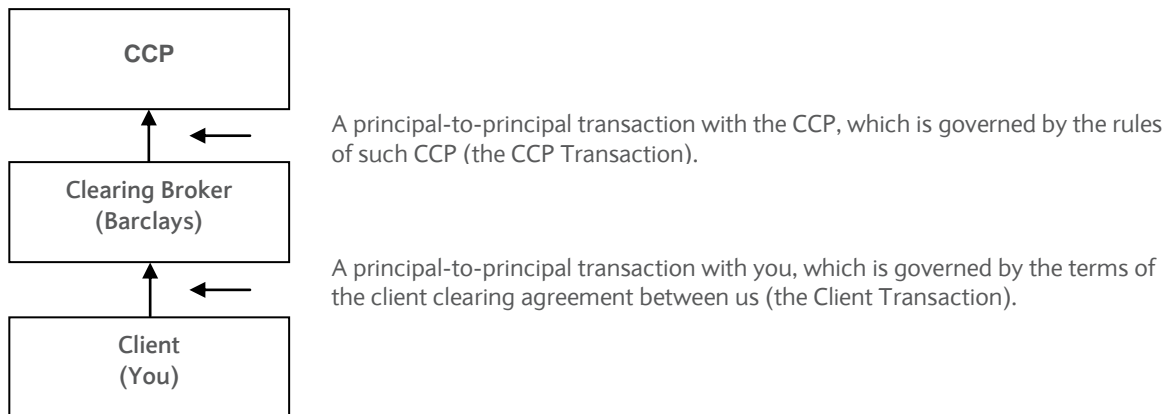 CCP
A principal-to-principal transaction with the CCP, which is governed by the rules
of such CCP (the CCP Transaction).
Clearing Broker
(Barclays)
A principal-to-principal transaction with you, which is governed by the terms of
the client clearing agreement between us (the Client Transaction).
Client
(You)